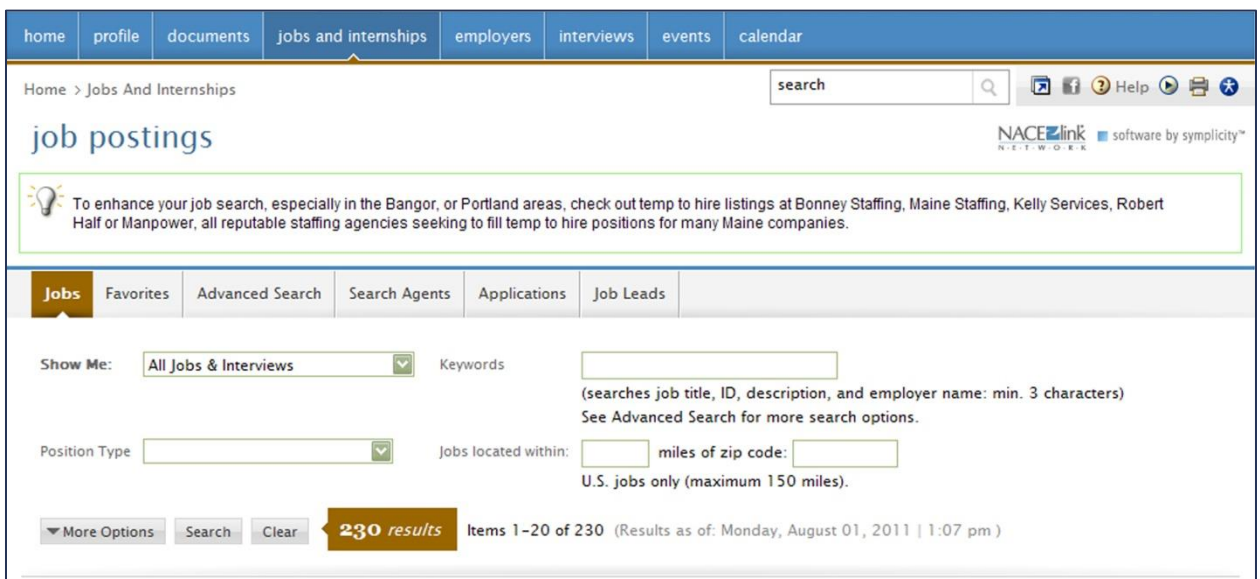 home profile documents jobs and internships employers interviews events calendar
Home > Jobs And Internships
search
Help
job postings
NACElink
N·E·T·W·O·R·K
software by symplicity™
To enhance your job search, especially in the Bangor, or Portland areas, check out temp to hire listings at Bonney Staffing, Maine Staffing, Kelly Services, Robert
Half or Manpower, all reputable staffing agencies seeking to fill temp to hire positions for many Maine companies.
Jobs Favorites Advanced Search Search Agents Applications Job Leads
Show Me: All Jobs & Interviews Keywords
(searches job title, ID, description, and employer name: min. 3 characters)
See Advanced Search for more search options.
Position Type Jobs located within: miles of zip code:
U.S. jobs only (maximum 150 miles).
More Options Search Clear 230 results Items 1-20 of 230 (Results as of: Monday, August 01, 2011 | 1:07 pm )